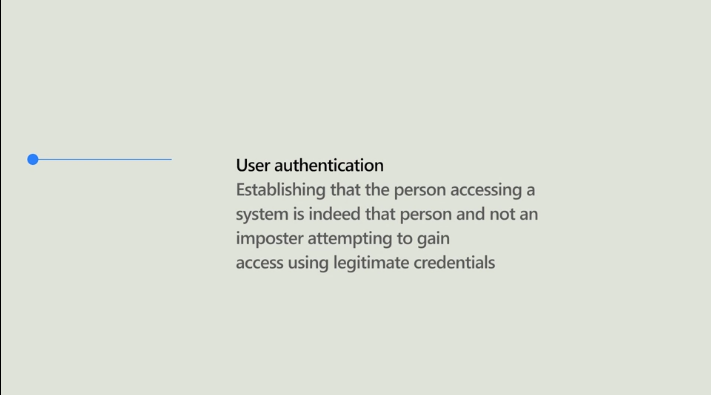 User authentication
Establishing that the person accessing a
system is indeed that person and not an
imposter attempting to gain
access using legitimate credentials